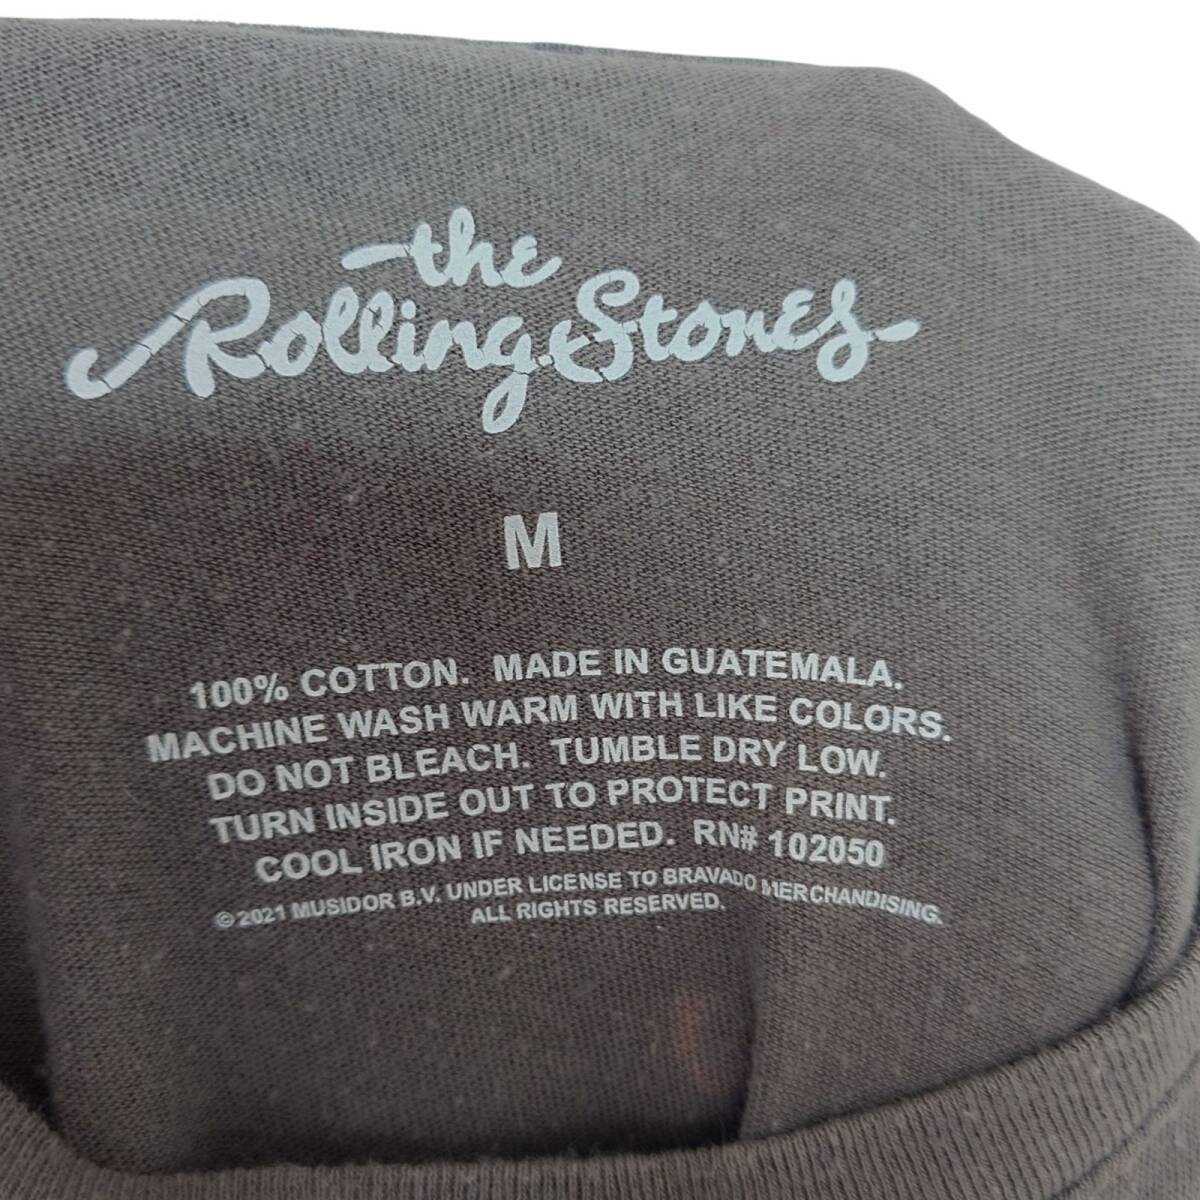 the
Rolling Stones
M
100% COTTON. MADE IN GUATEMALA.
MACHINE WASH WARM WITH LIKE COLORS.
DO NOT BLEACH. TUMBLE DRY LOW.
TURN INSIDE OUT TO PROTECT PRINT.
COOL IRON IF NEEDED. RN# 102050
©2021 MUSIDOR B.V. UNDER LICENSE TO BRAVADO MERCHANDISING.
ALL RIGHTS RESERVED.